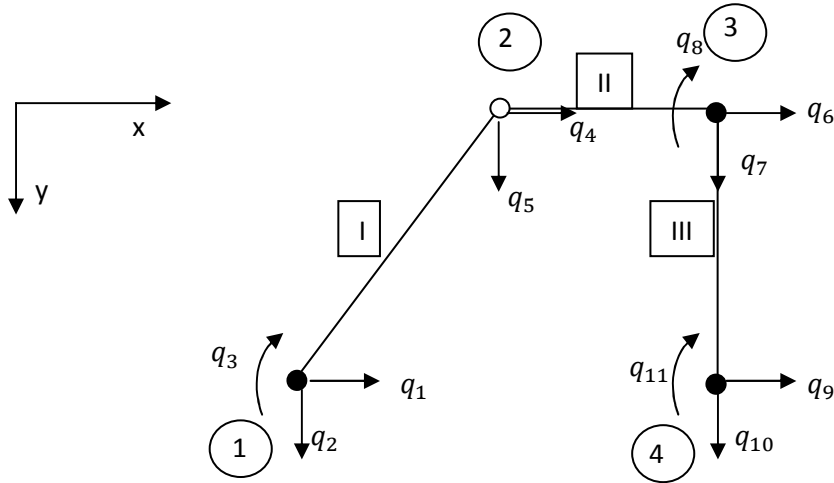 2
3
q₈
II
x
q₄
q₆
q₇
y
q₅
I
III
q₃
q₁₁
q₁
q₉
1
q₂
4
q₁₀